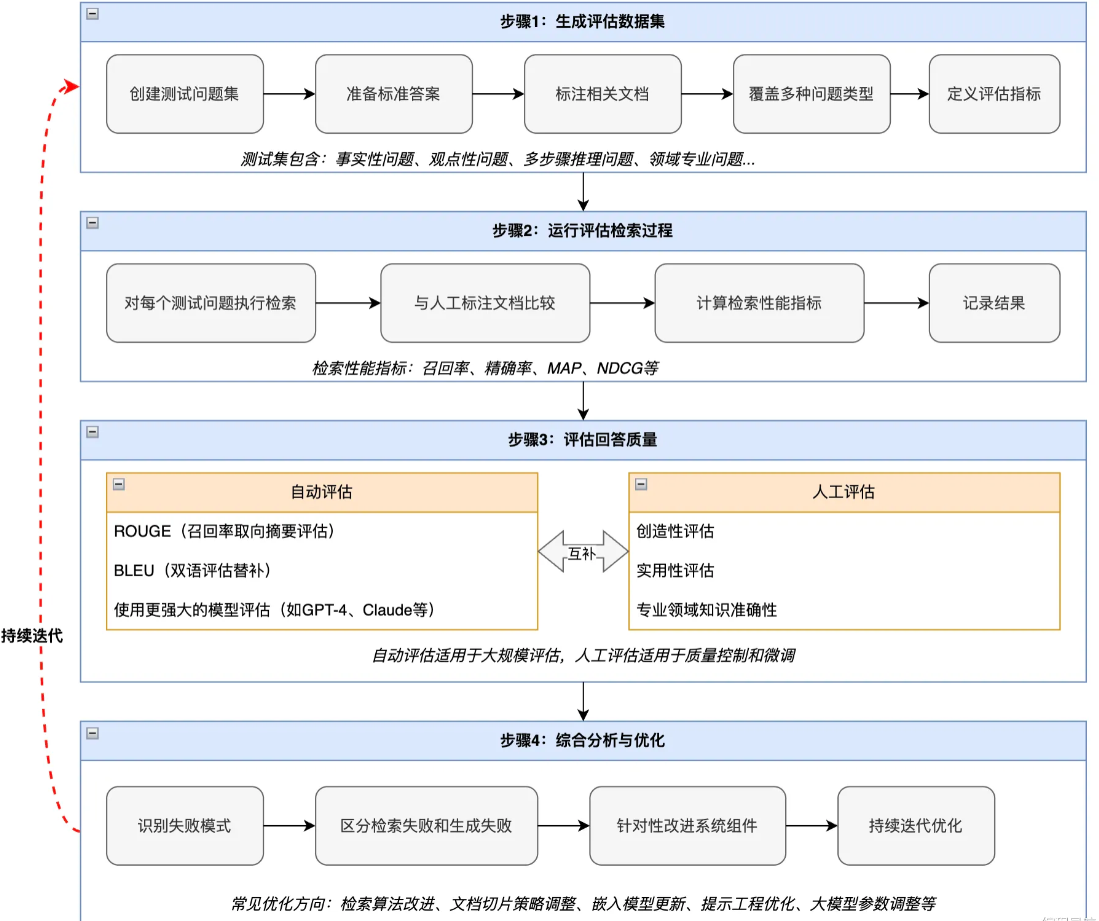 步骤1：生成评估数据集
创建测试问题集
准备标准答案
标注相关文档
覆盖多种问题类型
定义评估指标
测试集包含：事实性问题、观点性问题、多步骤推理问题、领域专业问题...
步骤2：运行评估检索过程
对每个测试问题执行检索
与人工标注文档比较
计算检索性能指标
记录结果
检索性能指标：召回率、精确率、MAP、NDCG等
步骤3：评估回答质量
自动评估
ROUGE（召回率取向摘要评估）
BLEU（双语评估替补）
使用更强大的模型评估（如GPT-4、Claude等）
互补
人工评估
创造性评估
实用性评估
专业领域知识准确性
自动评估适用于大规模评估，人工评估适用于质量控制和微调
持续迭代
步骤4：综合分析与优化
识别失败模式
区分检索失败和生成失败
针对性改进系统组件
持续迭代优化
常见优化方向：检索算法改进、文档切片策略调整、嵌入模型更新、提示工程优化、大模型参数调整等